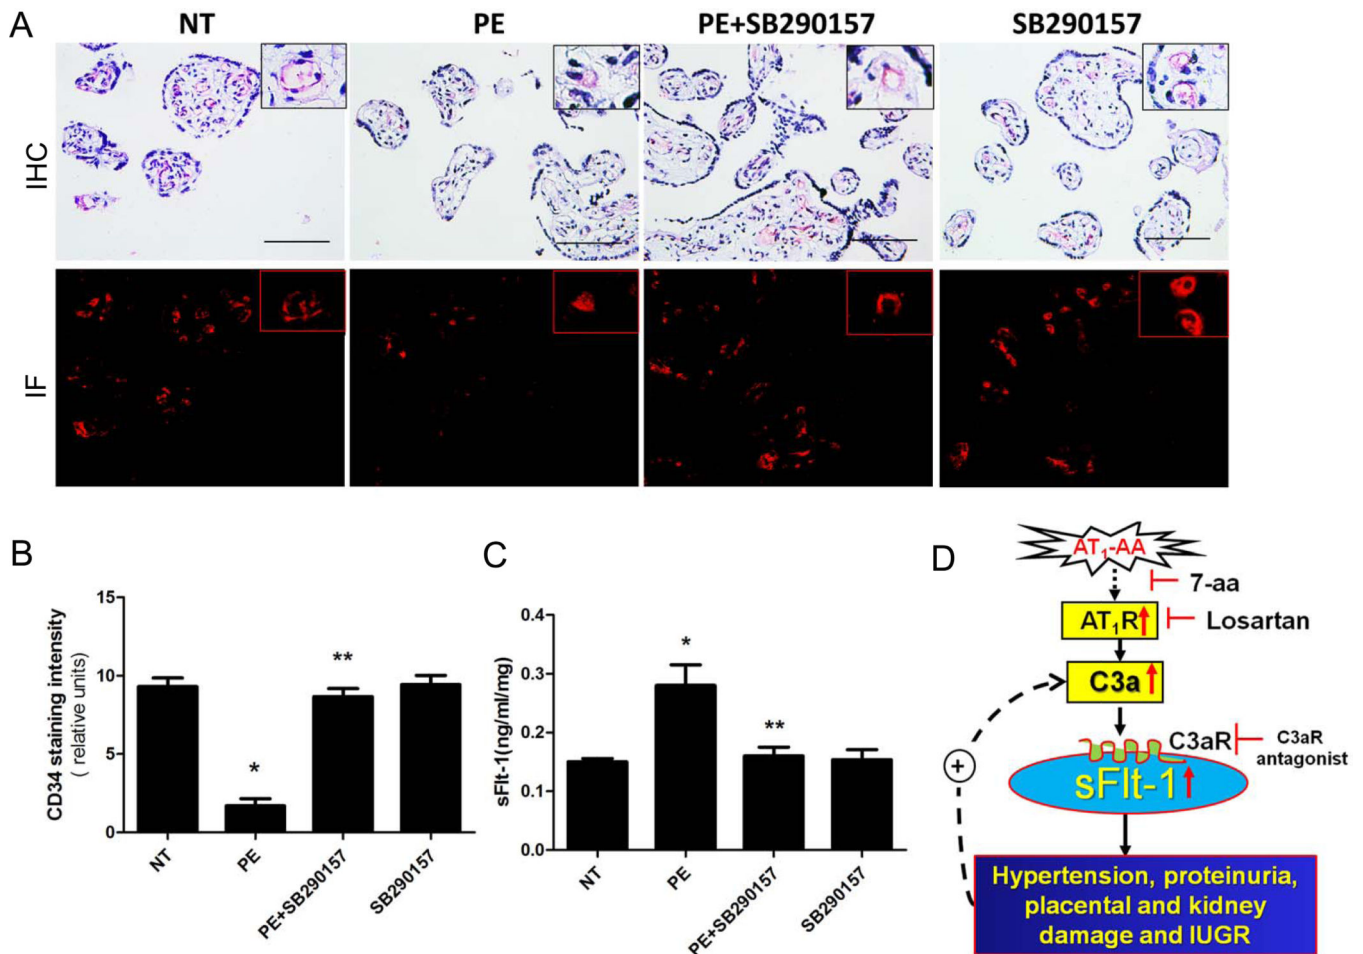 A
NT
PE
PE+SB290157
SB290157
IHC
IF
B
CD34 staining intensity
( relative units)
15
10
5
0
*
**
NT
PE
PE+SB290157
SB290157
C
sFlt-1(ng/ml/mg)
0.4
0.3
0.2
0.1
0.0
*
**
NT
PE
PE+SB290157
SB290157
D
AT₁-AA
7-aa
AT₁R
Losartan
C3a
C3aR
C3aR
antagonist
sFlt-1
+
Hypertension, proteinuria,
placental and kidney
damage and IUGR